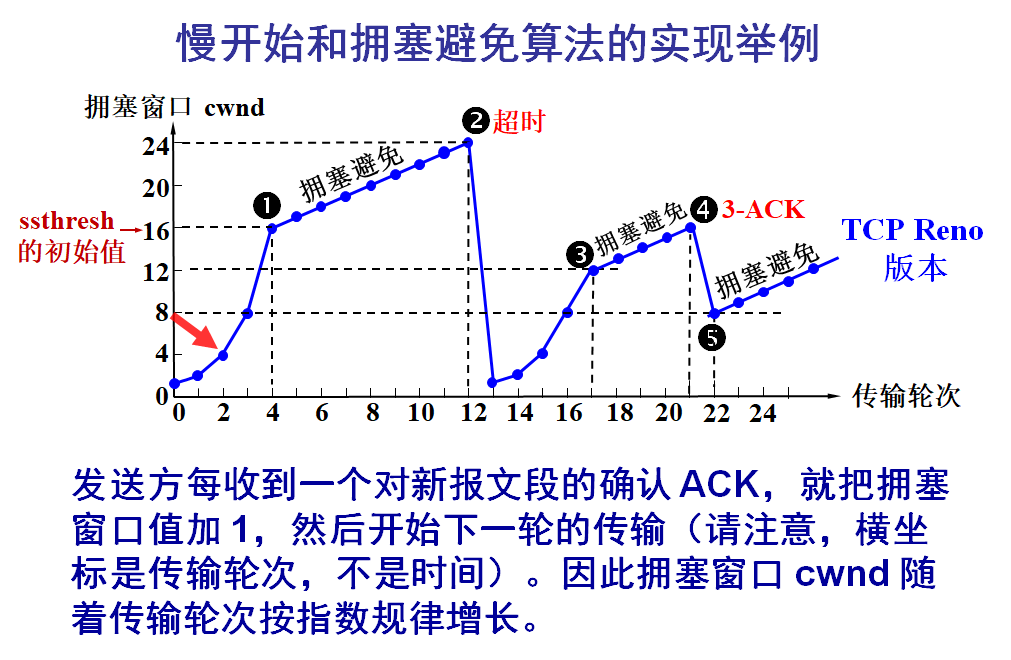 慢开始和拥塞避免算法的实现举例
拥塞窗口 cwnd
❷ 超时
24
20
16
12
8
4
0
ssthresh
的初始值
❶
拥塞避免
❸
拥塞避免
❹ 3-ACK
拥塞避免
❺
TCP Reno
版本
0 2 4 6 8 10 12 14 16 18 20 22 24
传输轮次
发送方每收到一个对新报文段的确认 ACK，就把拥塞
窗口值加 1，然后开始下一轮的传输（请注意，横坐
标是传输轮次，不是时间）。因此拥塞窗口 cwnd 随
着传输轮次按指数规律增长。